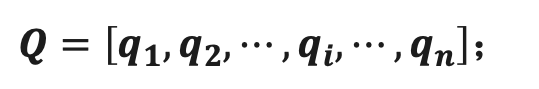 Q = [q₁, q₂, ⋯, qᵢ, ⋯, qₙ];